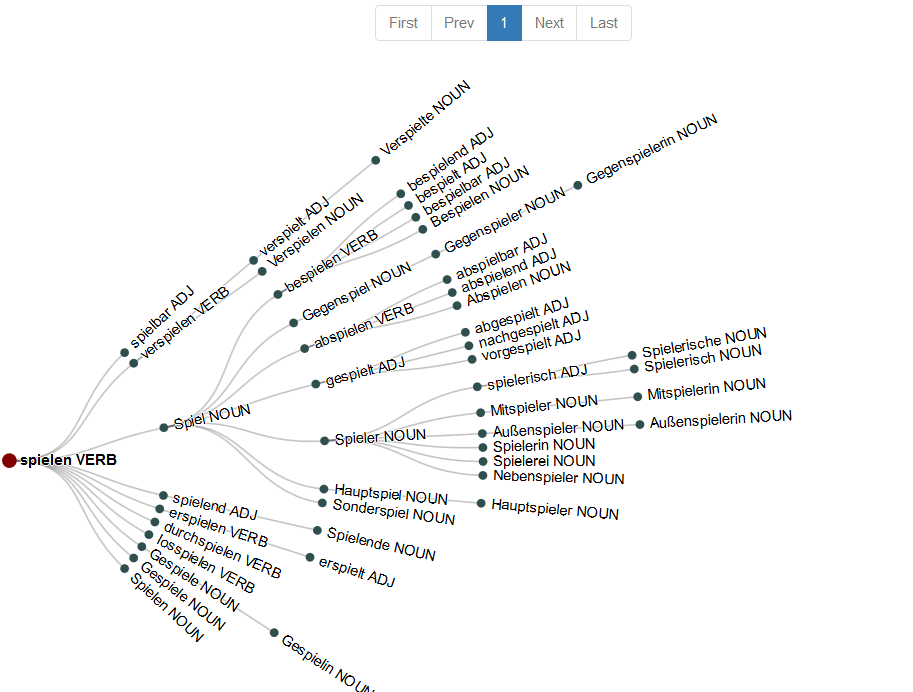 First Prev 1 Next Last
Verspielte NOUN
bespielend ADJ
bespielt ADJ
bespielbar ADJ
Bespielen NOUN
Gegenspielerin NOUN
Gegenspieler NOUN
verspielt ADJ
Verspielen NOUN
bespielen VERB
Gegenspiel NOUN
abspielbar ADJ
abspielend ADJ
Abspielen NOUN
spielbar ADJ
verspielen VERB
abspielen VERB
abgespielt ADJ
nachgespielt ADJ
vorgespielt ADJ
gespielt ADJ
Spielerische NOUN
Spielerisch NOUN
spielerisch ADJ
Mitspielerin NOUN
Mitspieler NOUN
Spiel NOUN
Außenspielerin NOUN
Außenspieler NOUN
Spieler NOUN
Spielerin NOUN
Spielerei NOUN
Nebenspieler NOUN
spielen VERB
Hauptspiel NOUN
Hauptspieler NOUN
Sonderspiel NOUN
spielend ADJ
Spielende NOUN
erspielen VERB
erspielt ADJ
durchspielen VERB
losspielen VERB
Gespiele NOUN
Gespiele NOUN
Spielen NOUN
Gespielin NOUN